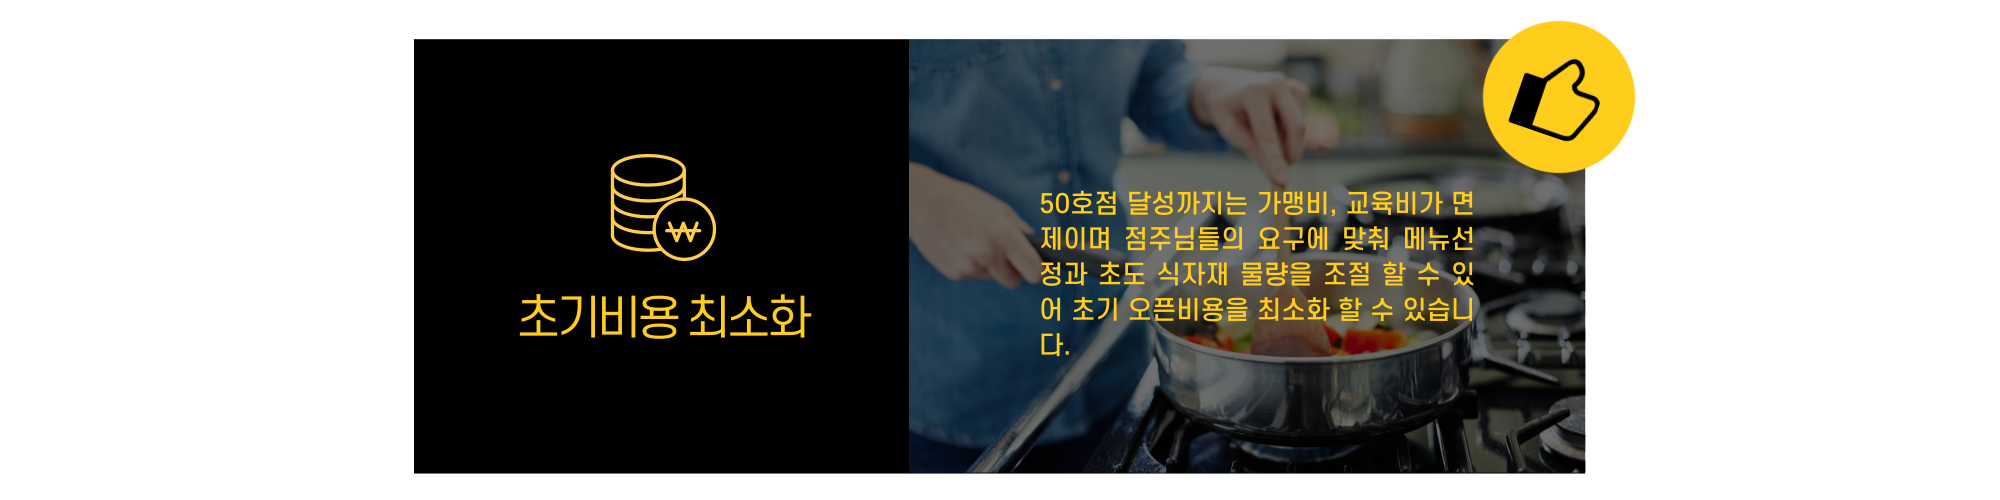 초기비용 최소화
50호점 달성까지는 가맹비, 교육비가 면
제이며 점주님들의 요구에 맞춰 메뉴선
정과 초도 식자재 물량을 조절 할 수 있
어 초기 오픈비용을 최소화 할 수 있습니
다.